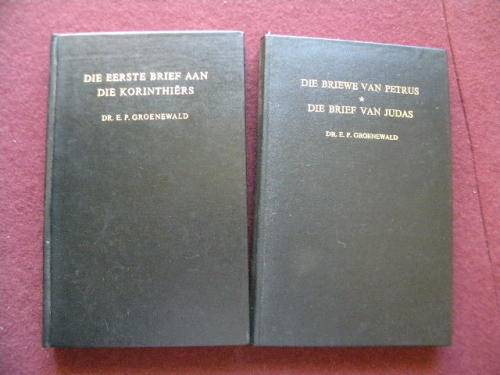 DIE EERSTE BRIEF AAN
DIE KORINTHIËRS
DR. E. P. GROENEWALD
DIE BRIEWE VAN PETRUS
★
DIE BRIEF VAN JUDAS
DR. E. P. GROENEWALD